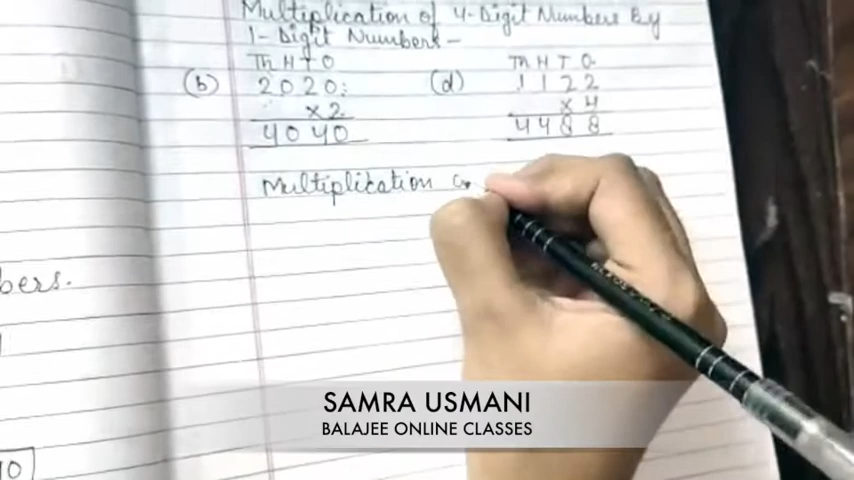 Multiplication of 4-Digit Numbers By
1-Digit Numbers-
Th H T O
Th H T O
(b) 2020
(d) 1122
×2
×4
4040
4488
Multiplication
bers.
10
SAMRA USMANI
BALAJEE ONLINE CLASSES